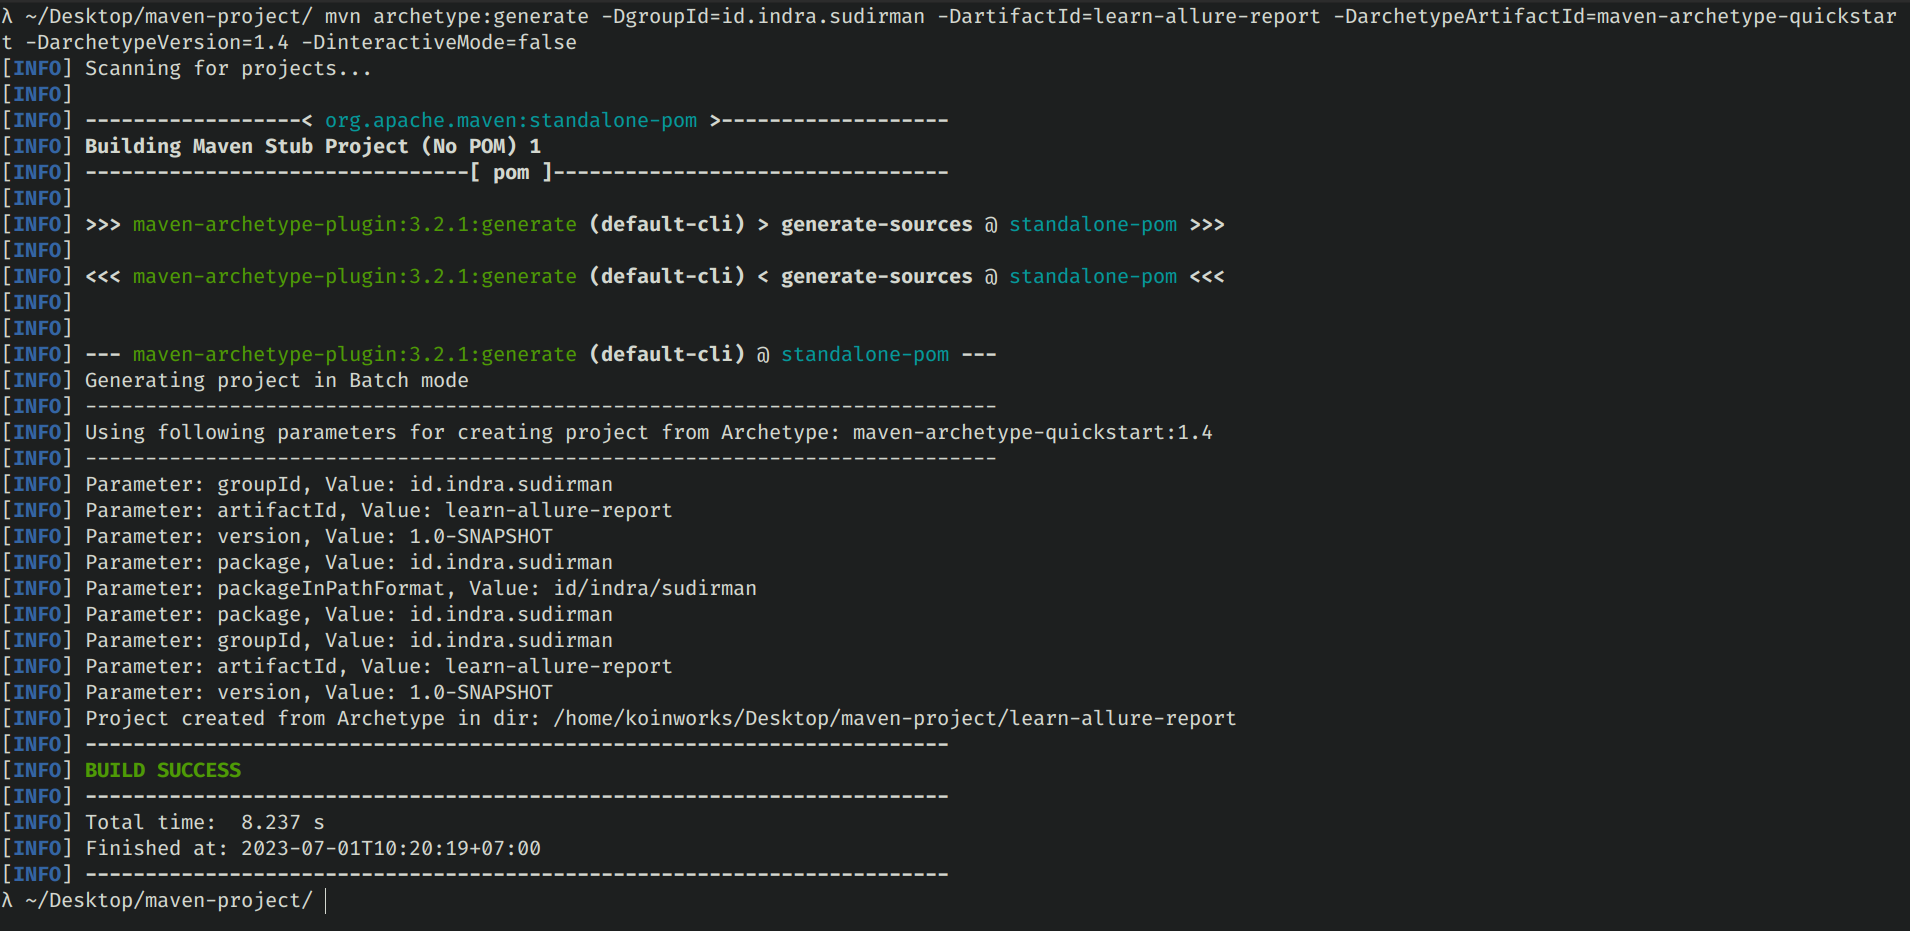 λ ~/Desktop/maven-project/ mvn archetype:generate -DgroupId=id.indra.sudirman -DartifactId=learn-allure-report -DarchetypeArtifactId=maven-archetype-quickstar
t -DarchetypeVersion=1.4 -DinteractiveMode=false
[INFO] Scanning for projects...
[INFO]
[INFO] ------------------< org.apache.maven:standalone-pom >-------------------
[INFO] Building Maven Stub Project (No POM) 1
[INFO] --------------------------------[ pom ]---------------------------------
[INFO]
[INFO] >>> maven-archetype-plugin:3.2.1:generate (default-cli) > generate-sources @ standalone-pom >>>
[INFO]
[INFO] <<< maven-archetype-plugin:3.2.1:generate (default-cli) < generate-sources @ standalone-pom <<<
[INFO]
[INFO]
[INFO] --- maven-archetype-plugin:3.2.1:generate (default-cli) @ standalone-pom ---
[INFO] Generating project in Batch mode
[INFO] ----------------------------------------------------------------------------
[INFO] Using following parameters for creating project from Archetype: maven-archetype-quickstart:1.4
[INFO] ----------------------------------------------------------------------------
[INFO] Parameter: groupId, Value: id.indra.sudirman
[INFO] Parameter: artifactId, Value: learn-allure-report
[INFO] Parameter: version, Value: 1.0-SNAPSHOT
[INFO] Parameter: package, Value: id.indra.sudirman
[INFO] Parameter: packageInPathFormat, Value: id/indra/sudirman
[INFO] Parameter: package, Value: id.indra.sudirman
[INFO] Parameter: groupId, Value: id.indra.sudirman
[INFO] Parameter: artifactId, Value: learn-allure-report
[INFO] Parameter: version, Value: 1.0-SNAPSHOT
[INFO] Project created from Archetype in dir: /home/koinworks/Desktop/maven-project/learn-allure-report
[INFO] ------------------------------------------------------------------------
[INFO] BUILD SUCCESS
[INFO] ------------------------------------------------------------------------
[INFO] Total time:  8.237 s
[INFO] Finished at: 2023-07-01T10:20:19+07:00
[INFO] ------------------------------------------------------------------------
λ ~/Desktop/maven-project/